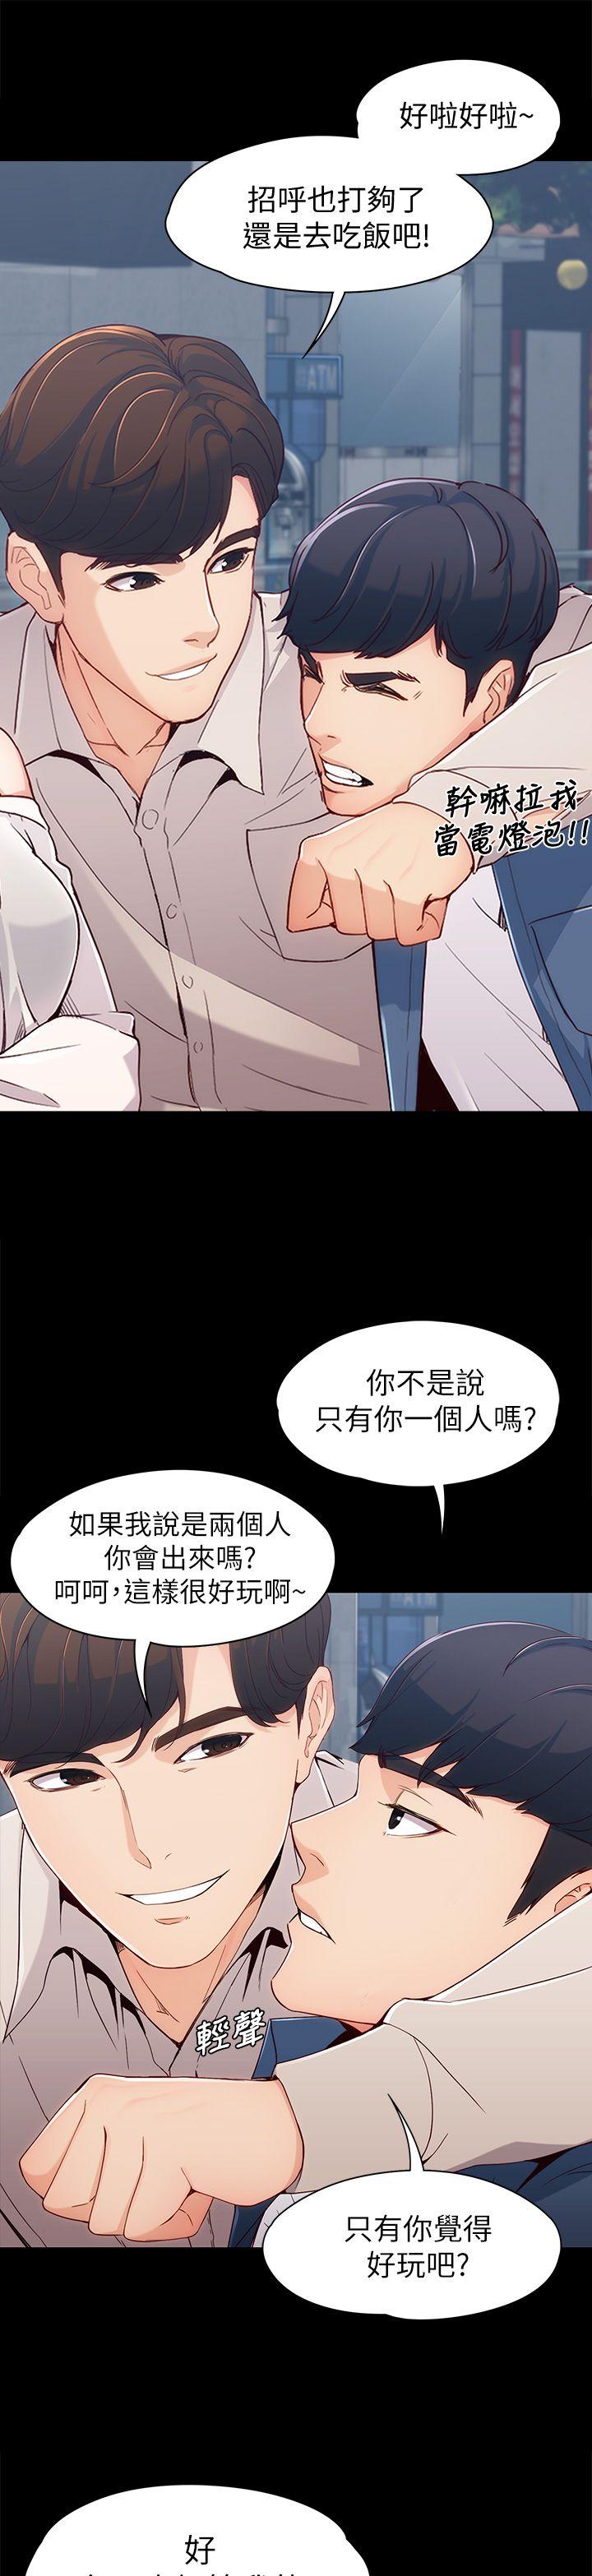 好啦好啦~
招呼也打夠了
還是去吃飯吧!
ATM
幹嘛拉我
當電燈泡!!
你不是說
只有你一個人嗎?
如果我說是兩個人
你會出來嗎?
呵呵,這樣很好玩啊~
輕聲
只有你覺得
好玩吧?
好